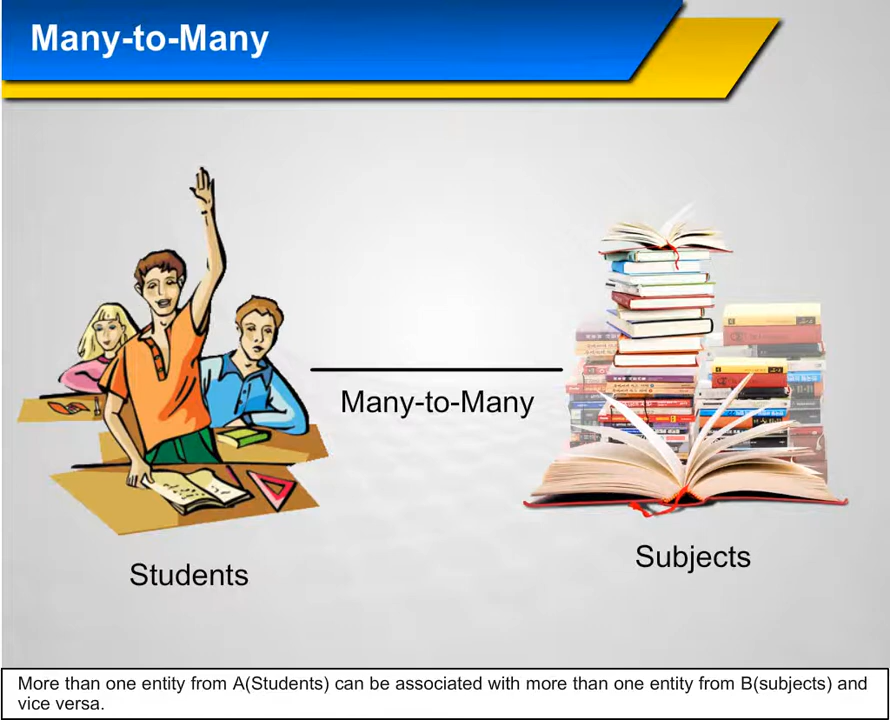 Many-to-Many
Many-to-Many
Students
Subjects
More than one entity from A(Students) can be associated with more than one entity from B(subjects) and
vice versa.